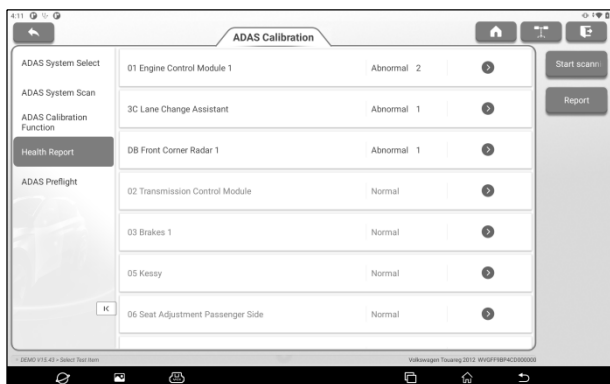 4:11
ADAS Calibration
ADAS System Select
ADAS System Scan
ADAS Calibration
Function
Health Report
ADAS Preflight
01 Engine Control Module 1 Abnormal 2
3C Lane Change Assistant Abnormal 1
DB Front Corner Radar 1 Abnormal 1
02 Transmission Control Module Normal
03 Brakes 1 Normal
05 Kessy Normal
06 Seat Adjustment Passenger Side Normal
Start scanni
Report
DEMO V15.43 > Select Test Item
Volkswagen Touareg 2012 WVGFF9BP4CD000000